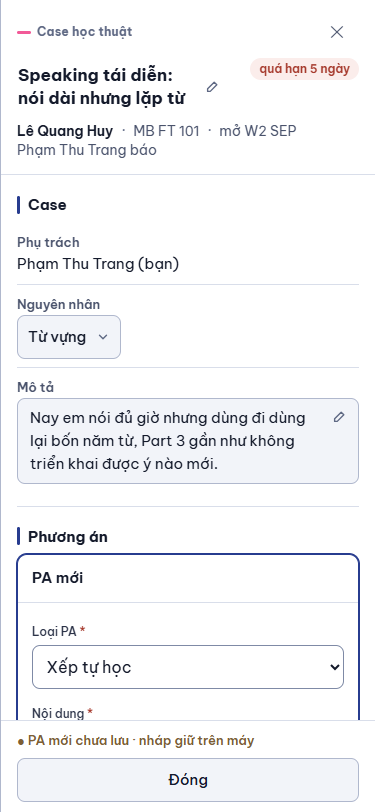 Case học thuật
Speaking tái diễn:
nói dài nhưng lặp từ
quá hạn 5 ngày
Lê Quang Huy · MB FT 101 · mở W2 SEP
Phạm Thu Trang báo
Case
Phụ trách
Phạm Thu Trang (bạn)
Nguyên nhân
Từ vựng
Mô tả
Nay em nói đủ giờ nhưng dùng đi dùng
lại bốn năm từ, Part 3 gần như không
triển khai được ý nào mới.
Phương án
PA mới
Loại PA *
Xếp tự học
Nội dung *
● PA mới chưa lưu · nháp giữ trên máy
Đóng